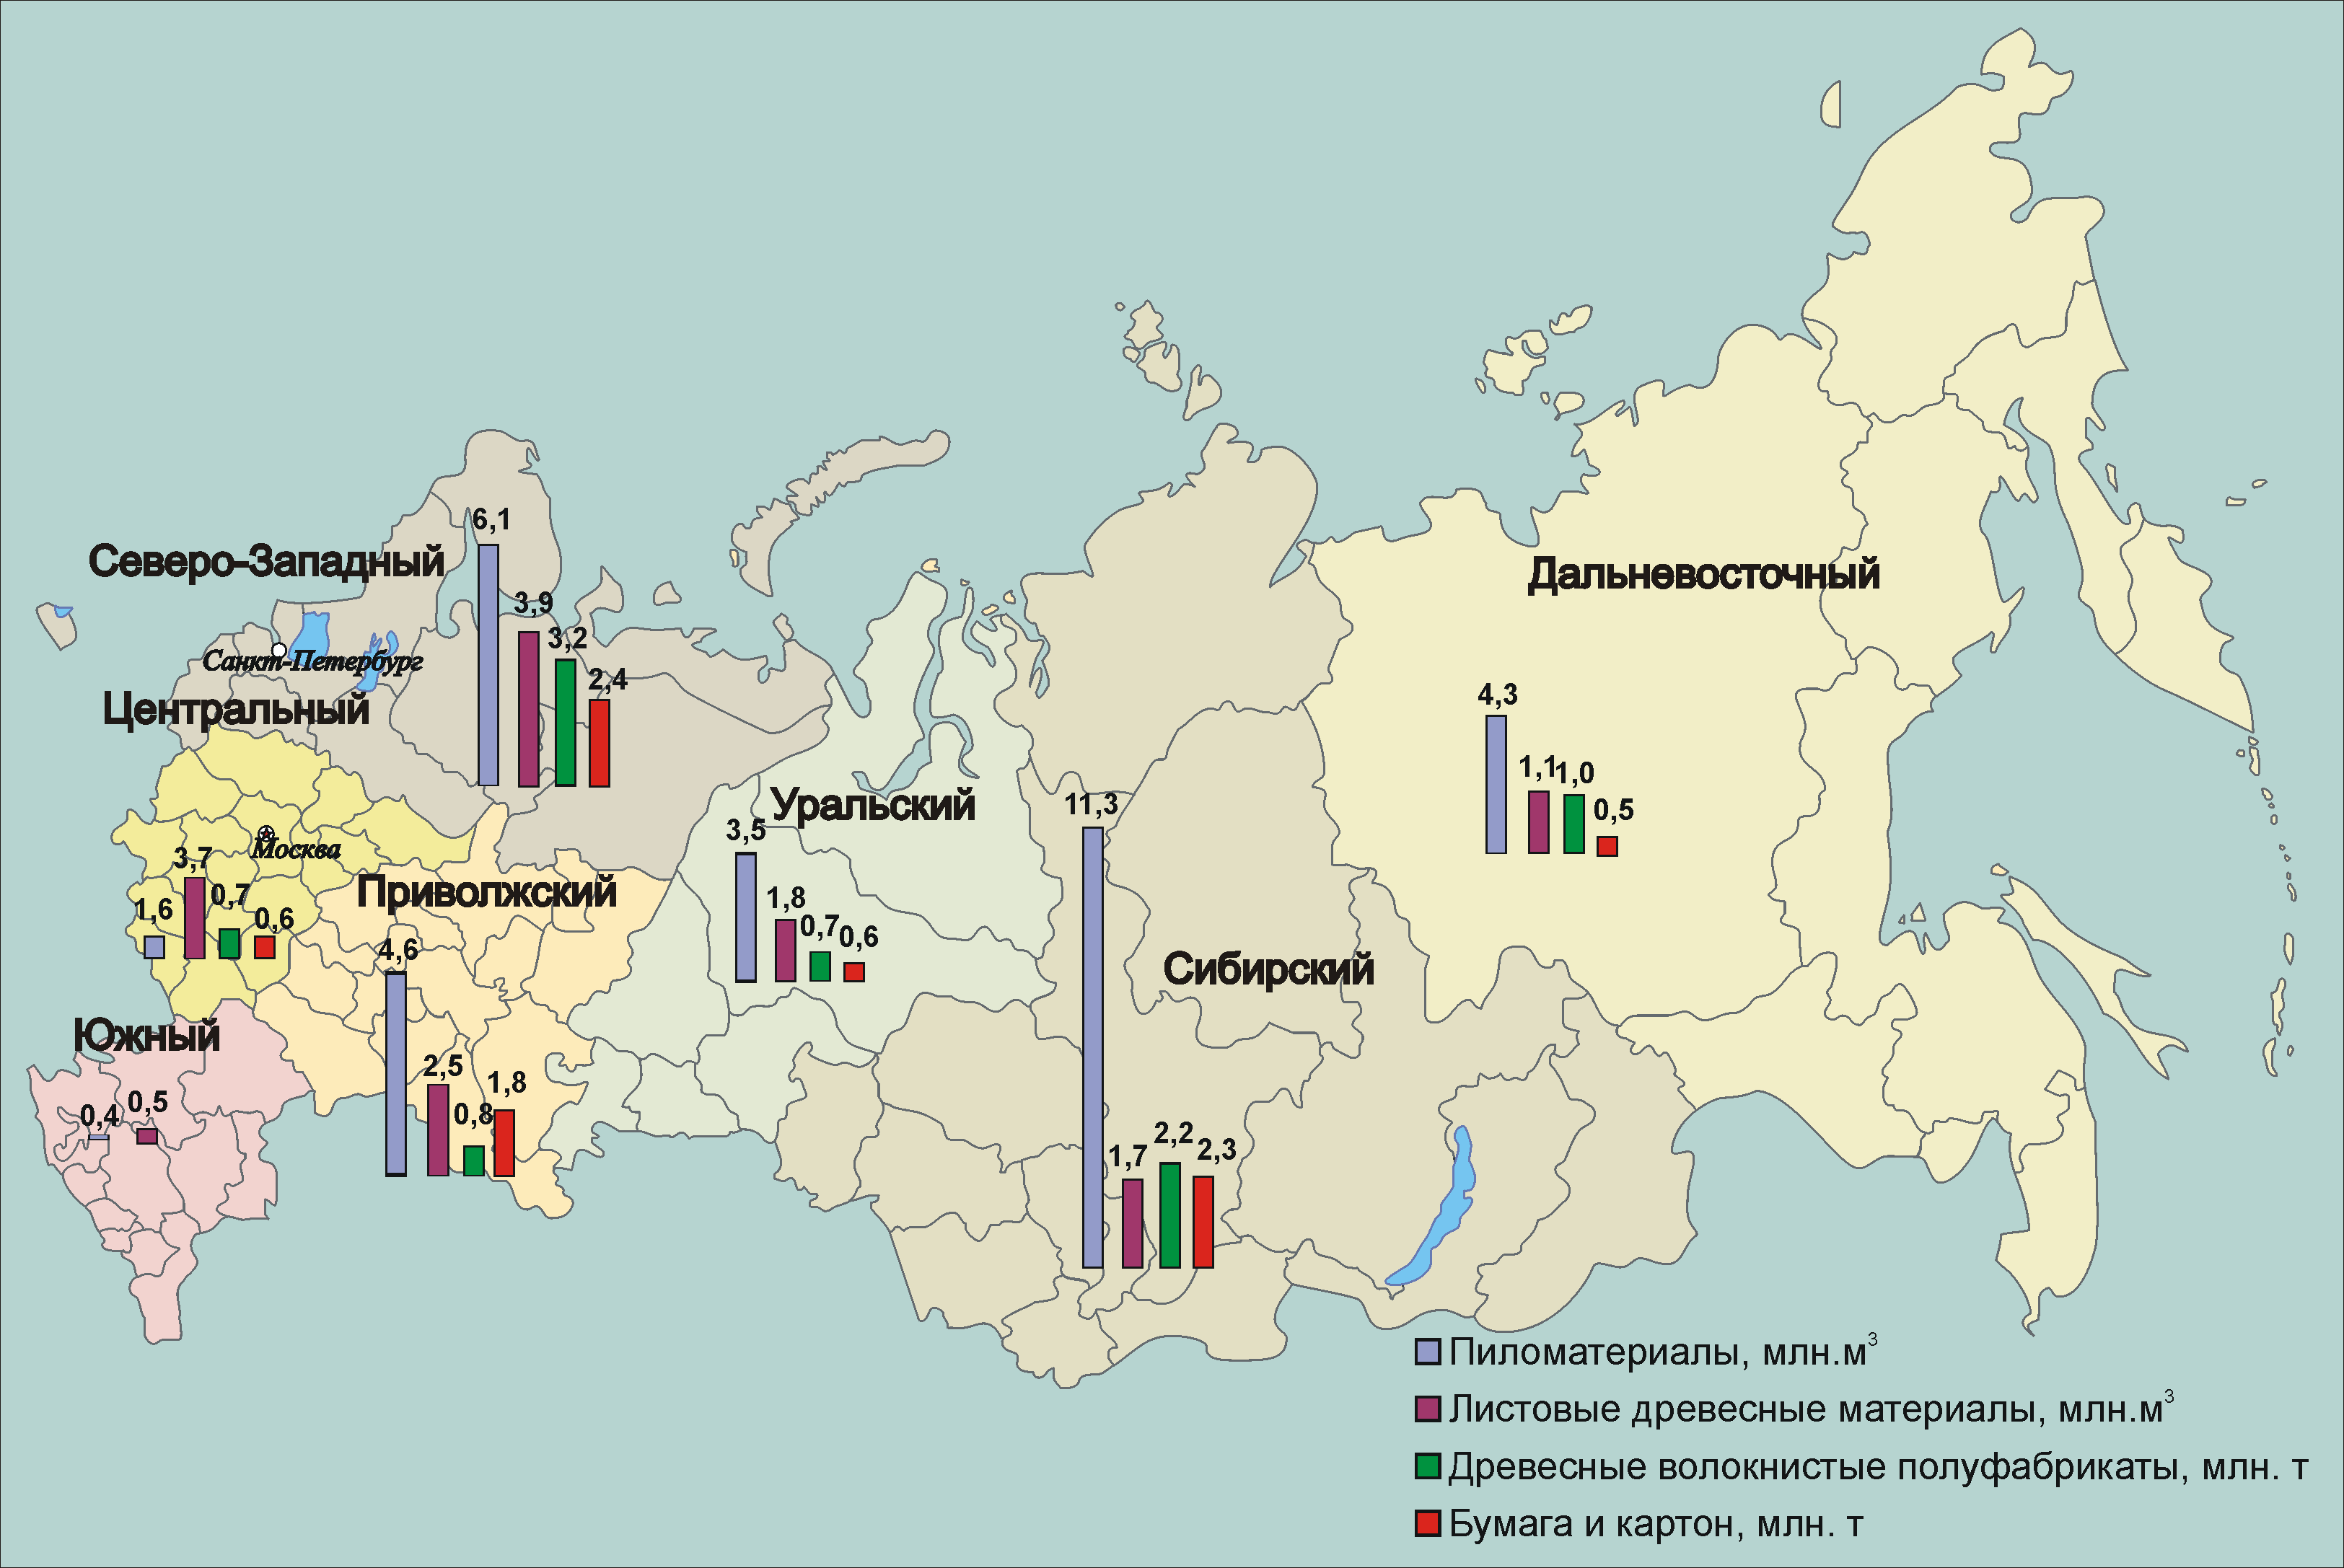 Северо-Западный
6,1
3,9
3,2
2,4
Санкт-Петербург
Центральный
Москва
1,6
3,7
0,7
0,6
Приволжский
4,6
2,5
0,8
1,8
Южный
0,4
0,5
Уральский
3,5
1,8
0,7
0,6
Сибирский
11,3
1,7
2,2
2,3
Дальневосточный
4,3
1,1
1,0
0,5
Пиломатериалы, млн.м³
Листовые древесные материалы, млн.м³
Древесные волокнистые полуфабрикаты, млн. т
Бумага и картон, млн. т